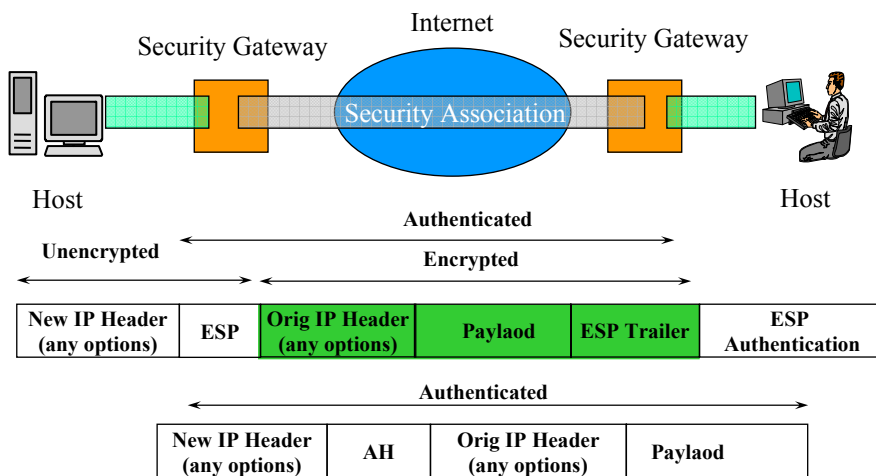 Internet
Security Gateway
Security Gateway
Security Association
Host
Host
Authenticated
Unencrypted
Encrypted
New IP Header
(any options)
ESP
Orig IP Header
(any options)
Paylaod
ESP Trailer
ESP
Authentication
Authenticated
New IP Header
(any options)
AH
Orig IP Header
(any options)
Paylaod